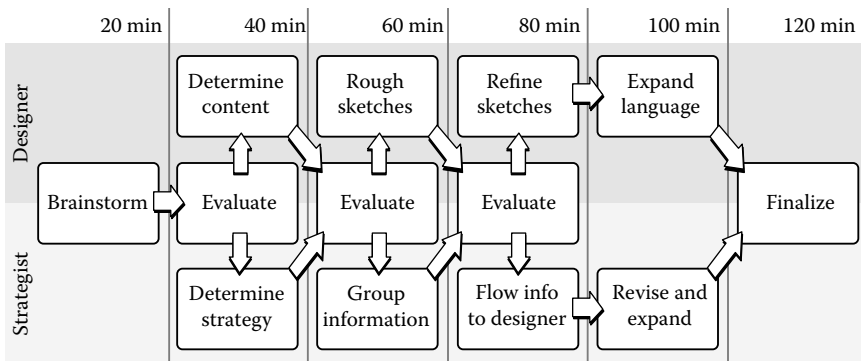 20 min
40 min
60 min
80 min
100 min
120 min
Designer
Determine
content
Rough
sketches
Refine
sketches
Expand
language
Brainstorm
Evaluate
Evaluate
Evaluate
Finalize
Strategist
Determine
strategy
Group
information
Flow info
to designer
Revise and
expand